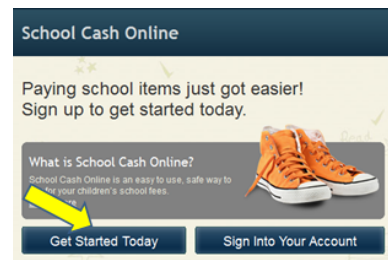 School Cash Online
Paying school items just got easier!
Sign up to get started today.
What is School Cash Online?
School Cash Online is an easy to use, safe way to
for your children's school fees.
Get Started Today
Sign Into Your Account